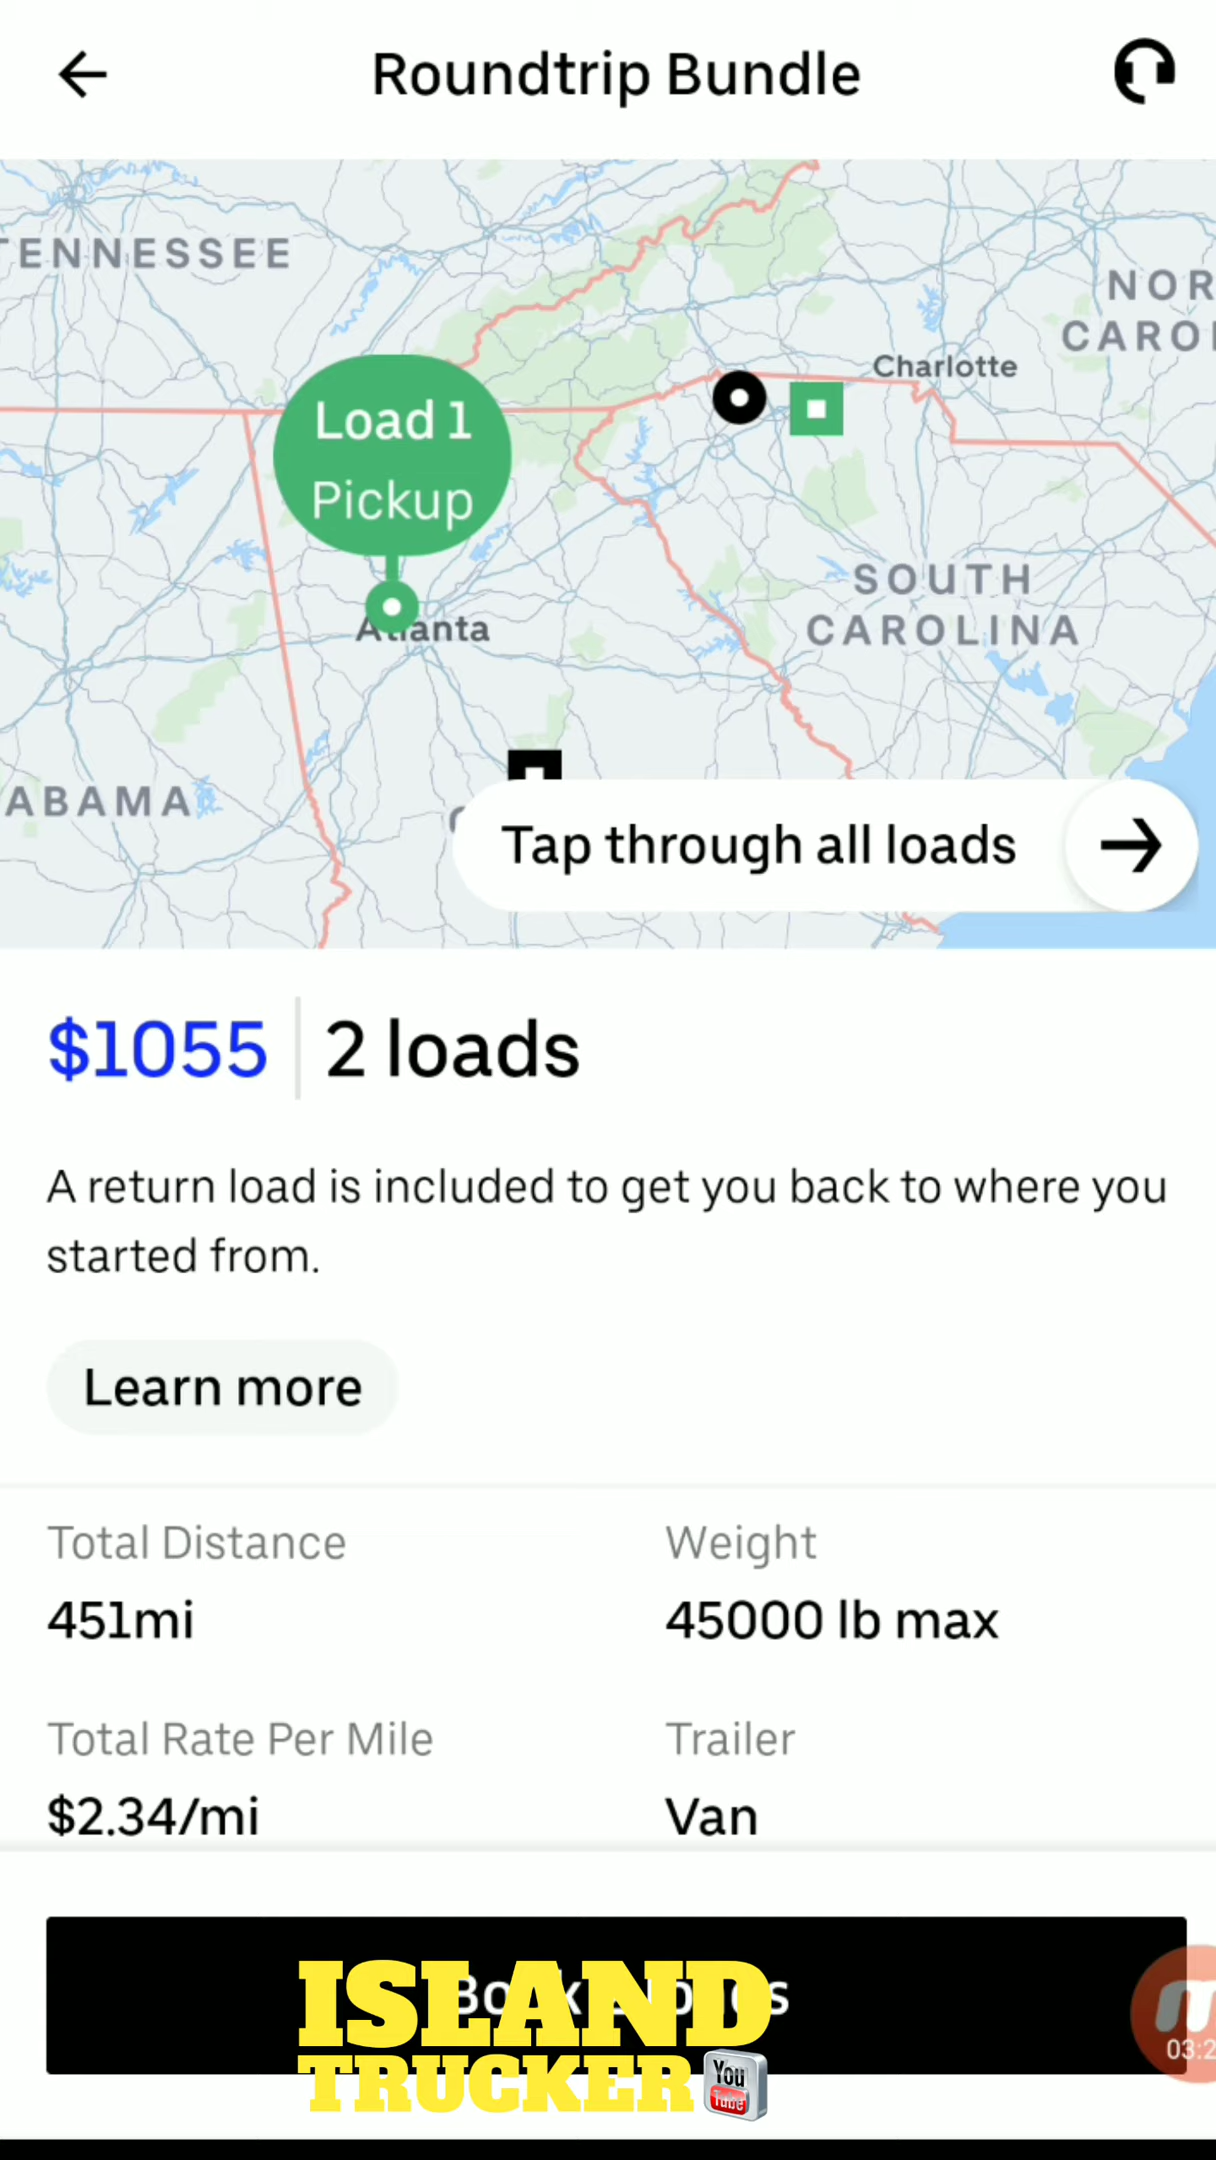 Roundtrip Bundle
TENNESSEE
NOR
CARO
Charlotte
Load 1
Pickup
Atlanta
SOUTH
CAROLINA
ABAMA
Tap through all loads
$1055
2 loads
A return load is included to get you back to where you
started from.
Learn more
Total Distance
Weight
451mi
45000 lb max
Total Rate Per Mile
Trailer
$2.34/mi
Van
ISLAND
TRUCKER
You
Tube
03:2